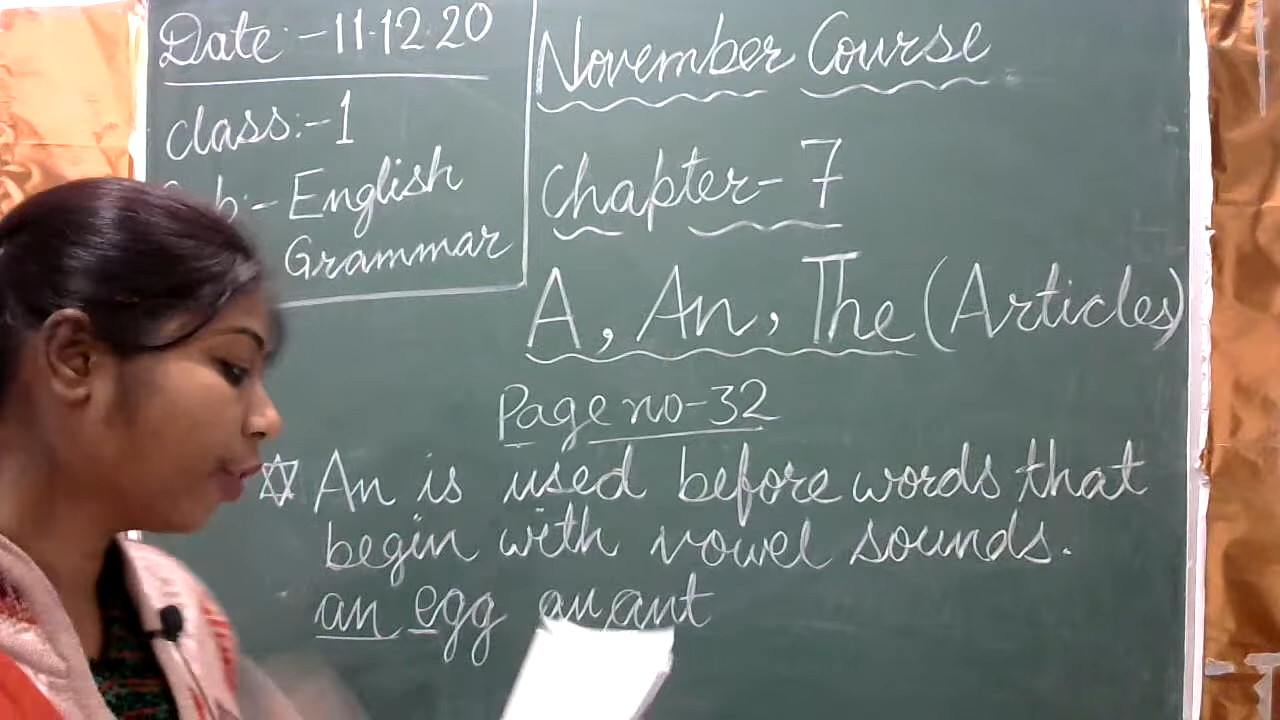 Date:-11.12.20
class:-1
English
Grammar
November Course
Chapter-7
A, An, The (Articles)
Page no-32
An is used before words that
begin with vowel sounds.
an egg an ant